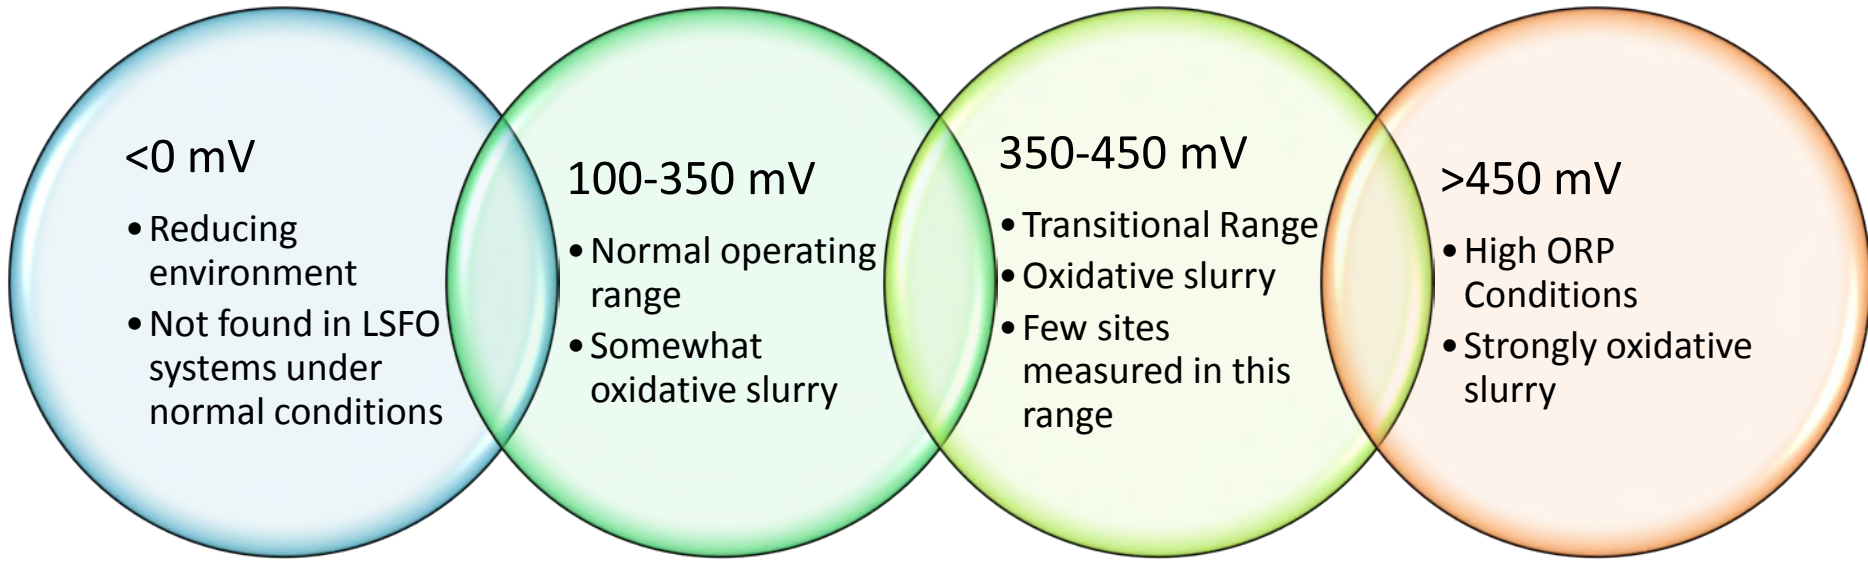 <0 mV
• Reducing
environment
• Not found in LSFO
systems under
normal conditions
100-350 mV
• Normal operating
range
• Somewhat
oxidative slurry
350-450 mV
• Transitional Range
• Oxidative slurry
• Few sites
measured in this
range
>450 mV
• High ORP
Conditions
• Strongly oxidative
slurry